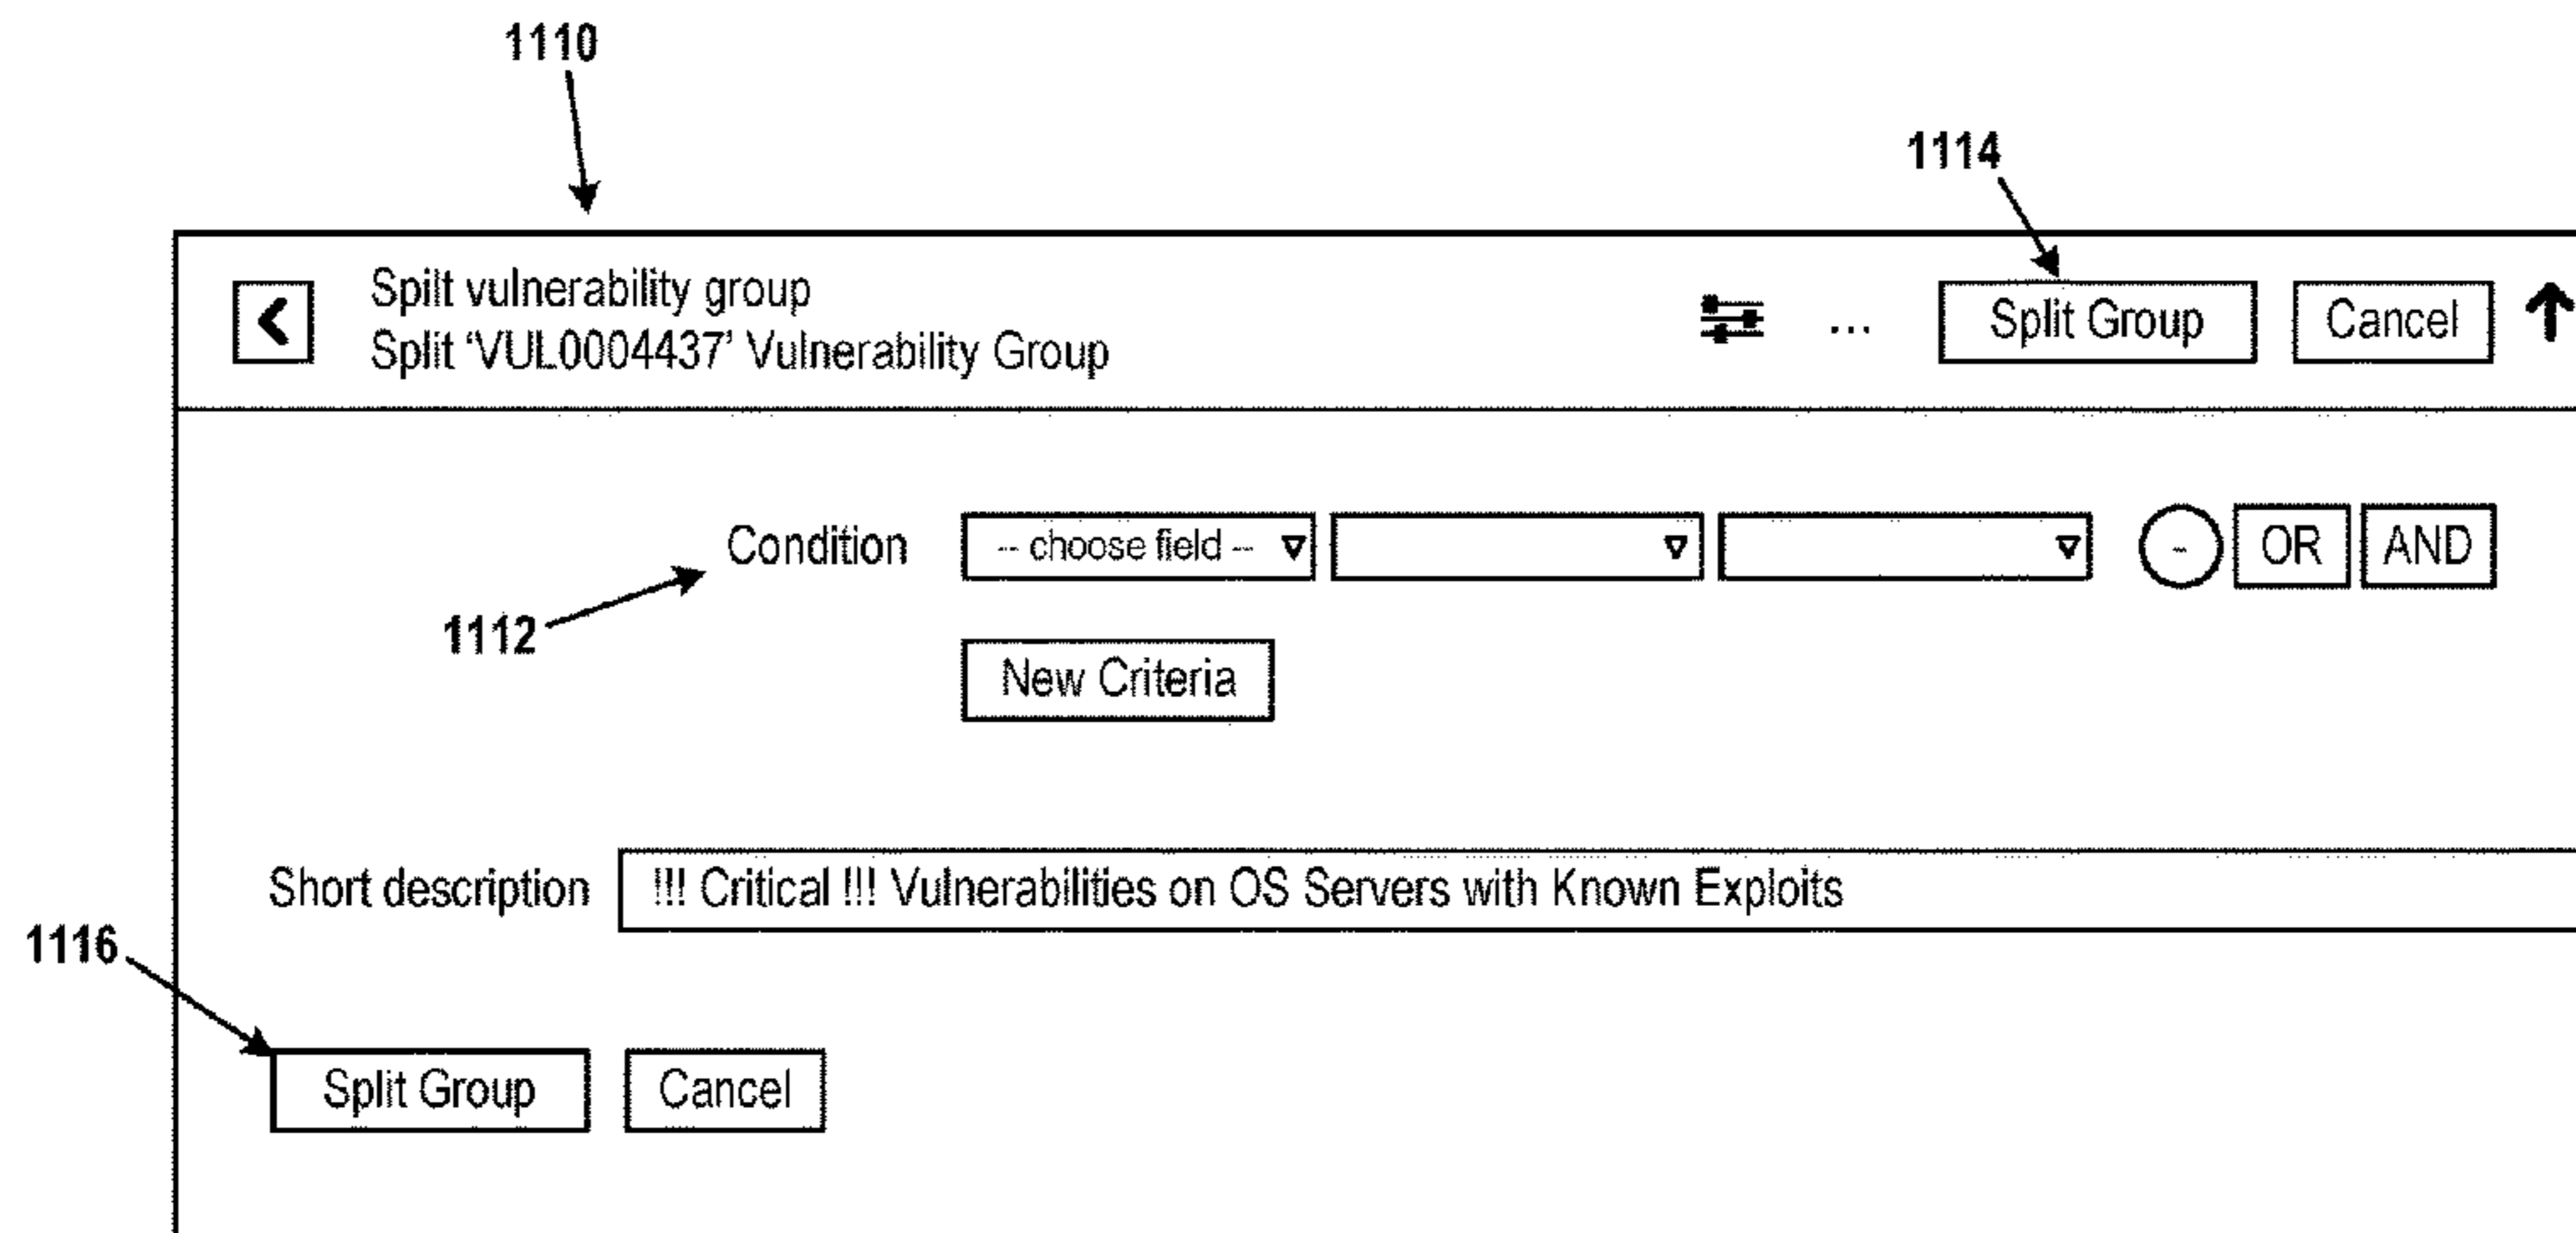 1110
1114
Spilt vulnerability group
Split ‘VUL0004437’ Vulnerability Group
... Split Group Cancel
Condition -- choose field -- - OR AND
1112
New Criteria
Short description !!! Critical !!! Vulnerabilities on OS Servers with Known Exploits
1116
Split Group Cancel